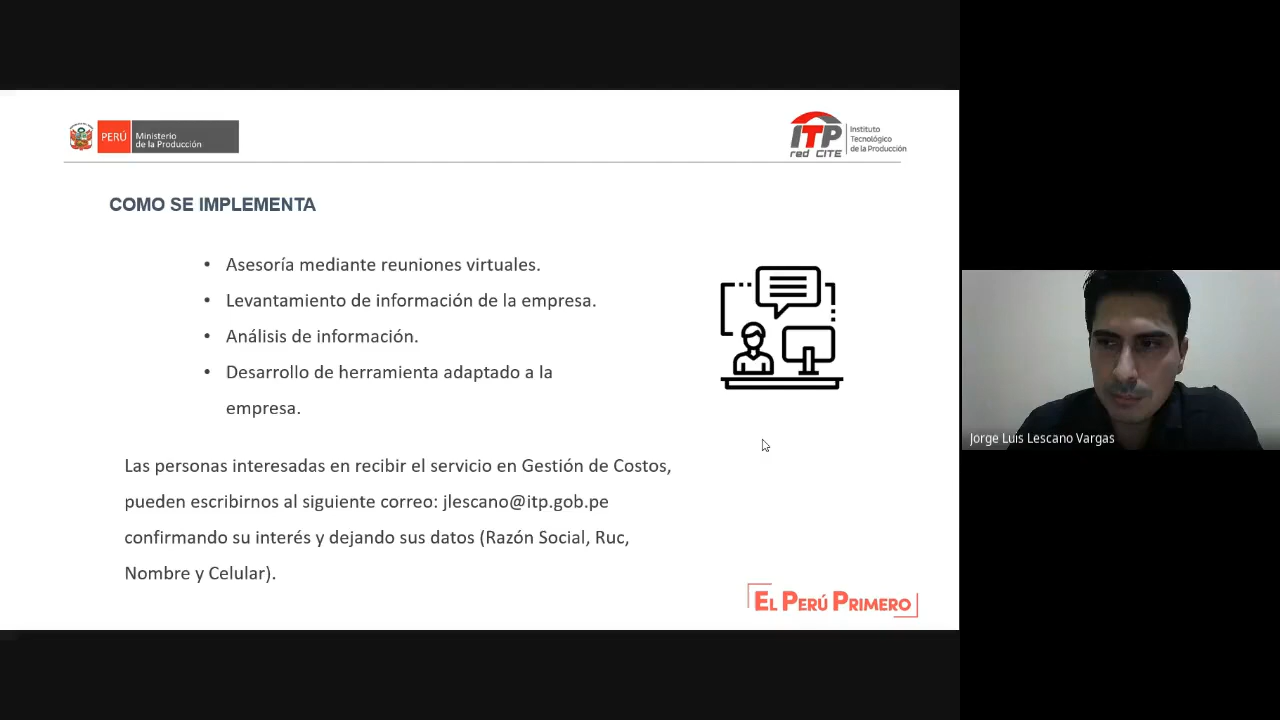 PERÚ
Ministerio
de la Producción
ITP
red CITE
Instituto
Tecnológico
de la Producción
COMO SE IMPLEMENTA
• Asesoría mediante reuniones virtuales.
• Levantamiento de información de la empresa.
• Análisis de información.
• Desarrollo de herramienta adaptado a la
empresa.
Las personas interesadas en recibir el servicio en Gestión de Costos,
pueden escribirnos al siguiente correo: jlescano@itp.gob.pe
confirmando su interés y dejando sus datos (Razón Social, Ruc,
Nombre y Celular).
EL PERÚ PRIMERO
Jorge Luis Lescano Vargas